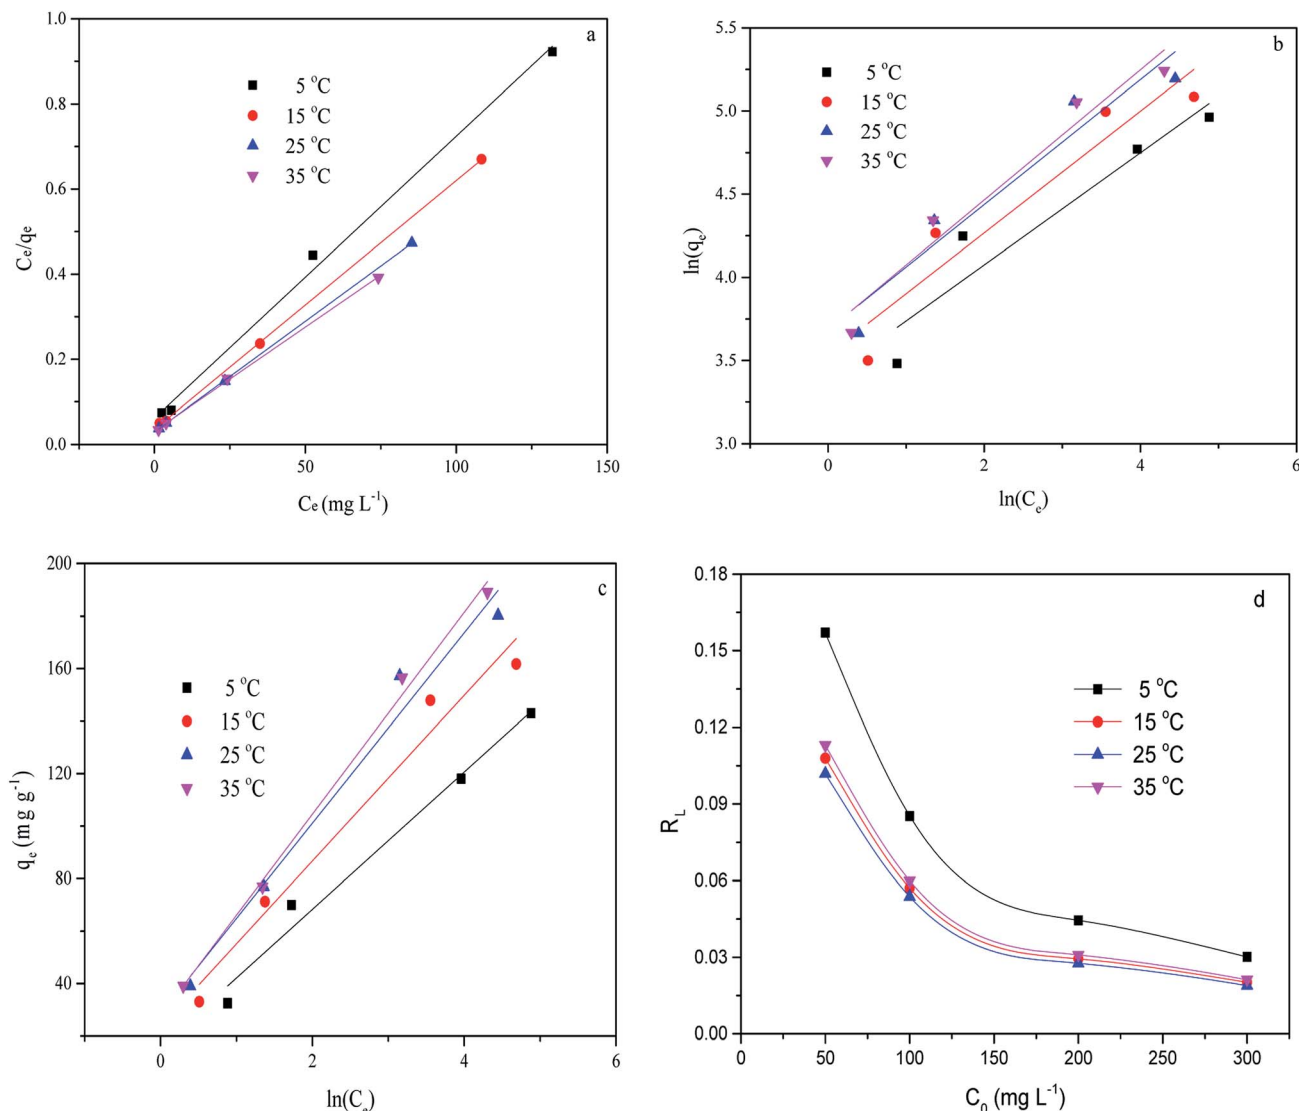 a
1.0
0.8
0.6
0.4
0.2
0.0
Ce/qe
5 °C
15 °C
25 °C
35 °C
0 50 100 150
Ce (mg L⁻¹)
b
5.5
5.0
4.5
4.0
3.5
3.0
ln(qₑ)
5 °C
15 °C
25 °C
35 °C
0 2 4 6
ln(Cₑ)
c
200
160
120
80
40
qₑ (mg g⁻¹)
5 °C
15 °C
25 °C
35 °C
0 2 4 6
ln(Cₑ)
d
0.18
0.15
0.12
0.09
0.06
0.03
0.00
R_L
5 °C
15 °C
25 °C
35 °C
0 50 100 150 200 250 300
C₀ (mg L⁻¹)